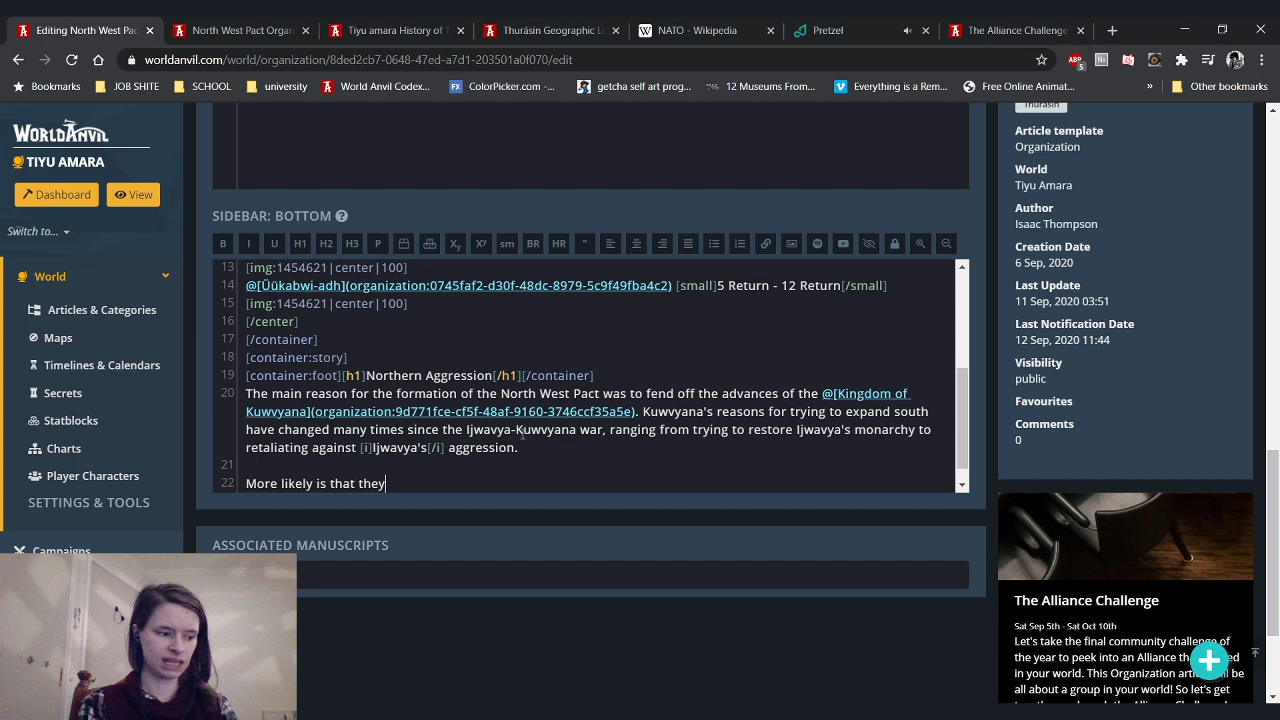 Editing North West Pac
North West Pact Organ
Tiyu amara History of T
Thurásin Geographic Lo
NATO - Wikipedia
Pretzel
The Alliance Challenge
worldanvil.com/world/organization/8ded2cb7-0648-47ed-a7d1-203501a0f070/edit
Bookmarks
JOB SHITE
SCHOOL
university
World Anvil Codex...
ColorPicker.com -...
getcha self art prog...
12 Museums From...
Everything is a Rem...
Free Online Animat...
Other bookmarks
WORLDANVIL
TIYU AMARA
Dashboard
View
Switch to...
World
Articles & Categories
Maps
Timelines & Calendars
Secrets
Statblocks
Charts
Player Characters
SETTINGS & TOOLS
Campaigns
SIDEBAR: BOTTOM
B I U H1 H2 H3 P sm BR HR
13 [img:1454621|center|100]
14 @[Üûkabwi-adh](organization:0745faf2-d30f-48dc-8979-5c9f49fba4c2) [small]5 Return - 12 Return[/small]
15 [img:1454621|center|100]
16 [/center]
17 [/container]
18 [container:story]
19 [container:foot][h1]Northern Aggression[/h1][/container]
20 The main reason for the formation of the North West Pact was to fend off the advances of the @[Kingdom of
Kuwvyana](organization:9d771fce-cf5f-48af-9160-3746ccf35a5e). Kuwvyana's reasons for trying to expand south
have changed many times since the Ijwavya-Kuwvyana war, ranging from trying to restore Ijwavya's monarchy to
retaliating against [i]Ijwavya's[/i] aggression.
21
22 More likely is that they
ASSOCIATED MANUSCRIPTS
Thurásin
Article template
Organization
World
Tiyu Amara
Author
Isaac Thompson
Creation Date
6 Sep, 2020
Last Update
11 Sep, 2020 03:51
Last Notification Date
12 Sep, 2020 11:44
Visibility
public
Favourites
Comments
0
The Alliance Challenge
Sat Sep 5th - Sat Oct 10th
Let's take the final community challenge of
the year to peek into an Alliance
in your world! This Organization
all about a group in your world! So let's get